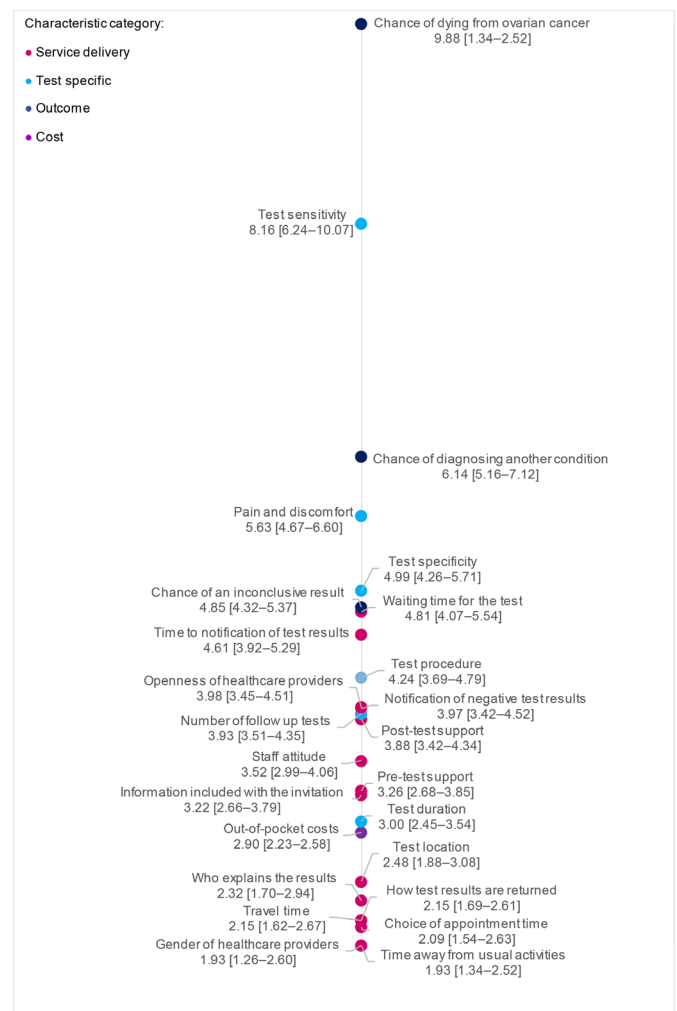 Characteristic category:
Service delivery
Test specific
Outcome
Cost
Chance of dying from ovarian cancer
9.88 [1.34–2.52]
Test sensitivity
8.16 [6.24–10.07]
Chance of diagnosing another condition
6.14 [5.16–7.12]
Pain and discomfort
5.63 [4.67–6.60]
Test specificity
4.99 [4.26–5.71]
Chance of an inconclusive result
4.85 [4.32–5.37]
Waiting time for the test
4.81 [4.07–5.54]
Time to notification of test results
4.61 [3.92–5.29]
Test procedure
4.24 [3.69–4.79]
Openness of healthcare providers
3.98 [3.45–4.51]
Notification of negative test results
3.97 [3.42–4.52]
Number of follow up tests
3.93 [3.51–4.35]
Post-test support
3.88 [3.42–4.34]
Staff attitude
3.52 [2.99–4.06]
Pre-test support
3.26 [2.68–3.85]
Information included with the invitation
3.22 [2.66–3.79]
Test duration
3.00 [2.45–3.54]
Out-of-pocket costs
2.90 [2.23–2.58]
Test location
2.48 [1.88–3.08]
Who explains the results
2.32 [1.70–2.94]
How test results are returned
2.15 [1.69–2.61]
Travel time
2.15 [1.62–2.67]
Choice of appointment time
2.09 [1.54–2.63]
Gender of healthcare providers
1.93 [1.26–2.60]
Time away from usual activities
1.93 [1.34–2.52]